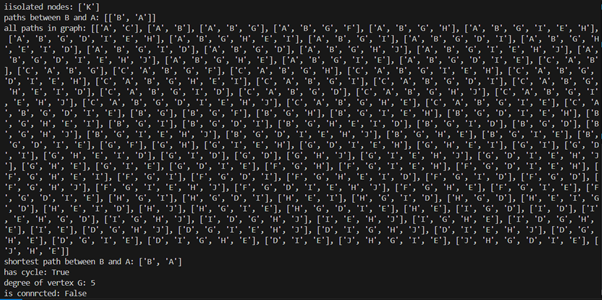 iisolated nodes: ['K']
paths between B and A: [['B', 'A']]
all paths in graph: [['A', 'C'], ['A', 'B'], ['A', 'B', 'G'], ['A', 'B', 'G', 'F'], ['A', 'B', 'G', 'H'], ['A', 'B', 'G', 'I', 'E', 'H'],
['A', 'B', 'G', 'D', 'I', 'E', 'H'], ['A', 'B', 'G', 'H', 'E', 'I'], ['A', 'B', 'G', 'I'], ['A', 'B', 'G', 'D', 'I'], ['A', 'B', 'G', 'H
', 'E', 'I', 'D'], ['A', 'B', 'G', 'I', 'D'], ['A', 'B', 'G', 'D'], ['A', 'B', 'G', 'H', 'J'], ['A', 'B', 'G', 'I', 'E', 'H', 'J'], ['A',
'B', 'G', 'D', 'I', 'E', 'H', 'J'], ['A', 'B', 'G', 'H', 'E'], ['A', 'B', 'G', 'I', 'E'], ['A', 'B', 'G', 'D', 'I', 'E'], ['C', 'A', 'B'
], ['C', 'A', 'B', 'G'], ['C', 'A', 'B', 'G', 'F'], ['C', 'A', 'B', 'G', 'H'], ['C', 'A', 'B', 'G', 'I', 'E', 'H'], ['C', 'A', 'B', 'G',
'D', 'I', 'E', 'H'], ['C', 'A', 'B', 'G', 'H', 'E', 'I'], ['C', 'A', 'B', 'G', 'I'], ['C', 'A', 'B', 'G', 'D', 'I'], ['C', 'A', 'B', 'G',
'H', 'E', 'I', 'D'], ['C', 'A', 'B', 'G', 'I', 'D'], ['C', 'A', 'B', 'G', 'D'], ['C', 'A', 'B', 'G', 'H', 'J'], ['C', 'A', 'B', 'G', 'I',
'E', 'H', 'J'], ['C', 'A', 'B', 'G', 'D', 'I', 'E', 'H', 'J'], ['C', 'A', 'B', 'G', 'H', 'E'], ['C', 'A', 'B', 'G', 'I', 'E'], ['C', 'A',
'B', 'G', 'D', 'I', 'E'], ['B', 'G'], ['B', 'G', 'F'], ['B', 'G', 'H'], ['B', 'G', 'I', 'E', 'H'], ['B', 'G', 'D', 'I', 'E', 'H'], ['B',
'G', 'H', 'E', 'I'], ['B', 'G', 'I'], ['B', 'G', 'D', 'I'], ['B', 'G', 'H', 'E', 'I', 'D'], ['B', 'G', 'I', 'D'], ['B', 'G', 'D'], ['B',
'G', 'H', 'J'], ['B', 'G', 'I', 'E', 'H', 'J'], ['B', 'G', 'D', 'I', 'E', 'H', 'J'], ['B', 'G', 'H', 'E'], ['B', 'G', 'I', 'E'], ['B',
'G', 'D', 'I', 'E'], ['G', 'F'], ['G', 'H'], ['G', 'I', 'E', 'H'], ['G', 'D', 'I', 'E', 'H'], ['G', 'H', 'E', 'I'], ['G', 'I'], ['G', 'D',
'I'], ['G', 'H', 'E', 'I', 'D'], ['G', 'I', 'D'], ['G', 'D'], ['G', 'H', 'J'], ['G', 'I', 'E', 'H', 'J'], ['G', 'D', 'I', 'E', 'H', 'J'],
['G', 'H', 'E'], ['G', 'I', 'E'], ['G', 'D', 'I', 'E'], ['F', 'G', 'H'], ['F', 'G', 'I', 'E', 'H'], ['F', 'G', 'D', 'I', 'E', 'H'], ['F',
'G', 'H', 'E', 'I'], ['F', 'G', 'I'], ['F', 'G', 'D', 'I'], ['F', 'G', 'H', 'E', 'I', 'D'], ['F', 'G', 'I', 'D'], ['F', 'G', 'D'],
['F', 'G', 'H', 'J'], ['F', 'G', 'I', 'E', 'H', 'J'], ['F', 'G', 'D', 'I', 'E', 'H', 'J'], ['F', 'G', 'H', 'E'], ['F', 'G', 'I', 'E'], ['F',
'G', 'D', 'I', 'E'], ['H', 'E', 'I'], ['H', 'G', 'I'], ['H', 'G', 'D', 'I'], ['H', 'E', 'I', 'D'], ['H', 'G', 'I', 'D'], ['H', 'G', 'D'], ['H', 'E', 'I', 'G',
'D'], ['H', 'J'], ['H', 'E'], ['H', 'G', 'I', 'E'], ['H', 'G', 'D', 'I', 'E'], ['I', 'G', 'D'], ['I', 'D'], ['I',
'E', 'H', 'G', 'D'], ['I', 'G', 'H', 'J'], ['I', 'D', 'G', 'H', 'J'], ['I', 'E', 'H', 'J'], ['I', 'G', 'H', 'E'], ['I', 'D', 'G', 'H',
'E'], ['I', 'E'], ['D', 'G', 'H', 'J'], ['D', 'G', 'I', 'E', 'H', 'J'], ['D', 'I', 'G', 'H', 'J'], ['D', 'I', 'E', 'H', 'J'], ['D', 'G',
'H', 'E'], ['D', 'G', 'I', 'E'], ['D', 'I', 'G', 'H', 'E'], ['D', 'I', 'E'], ['J', 'H', 'G', 'I', 'E'], ['J', 'H', 'G', 'D', 'I', 'E'], [
'J', 'H', 'E']]
shortest path between B and A: ['B', 'A']
has cycle: True
degree of vertex G: 5
is connrcted: False